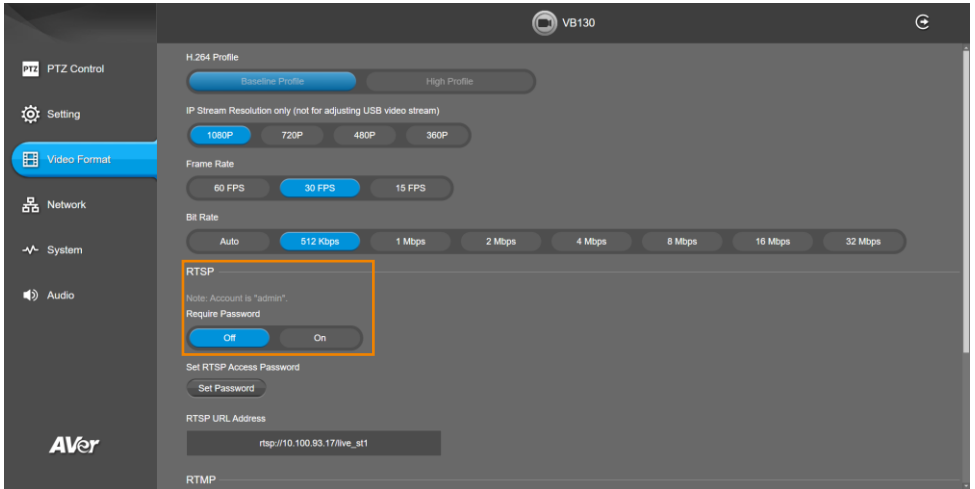 VB130
PTZ PTZ Control
Setting
Video Format
Network
System
Audio
AVer
H.264 Profile
Baseline Profile High Profile
IP Stream Resolution only (not for adjusting USB video stream)
1080P 720P 480P 360P
Frame Rate
60 FPS 30 FPS 15 FPS
Bit Rate
Auto 512 Kbps 1 Mbps 2 Mbps 4 Mbps 8 Mbps 16 Mbps 32 Mbps
RTSP
Note: Account is "admin".
Require Password
Off On
Set RTSP Access Password
Set Password
RTSP URL Address
rtsp://10.100.93.17/live_st1
RTMP